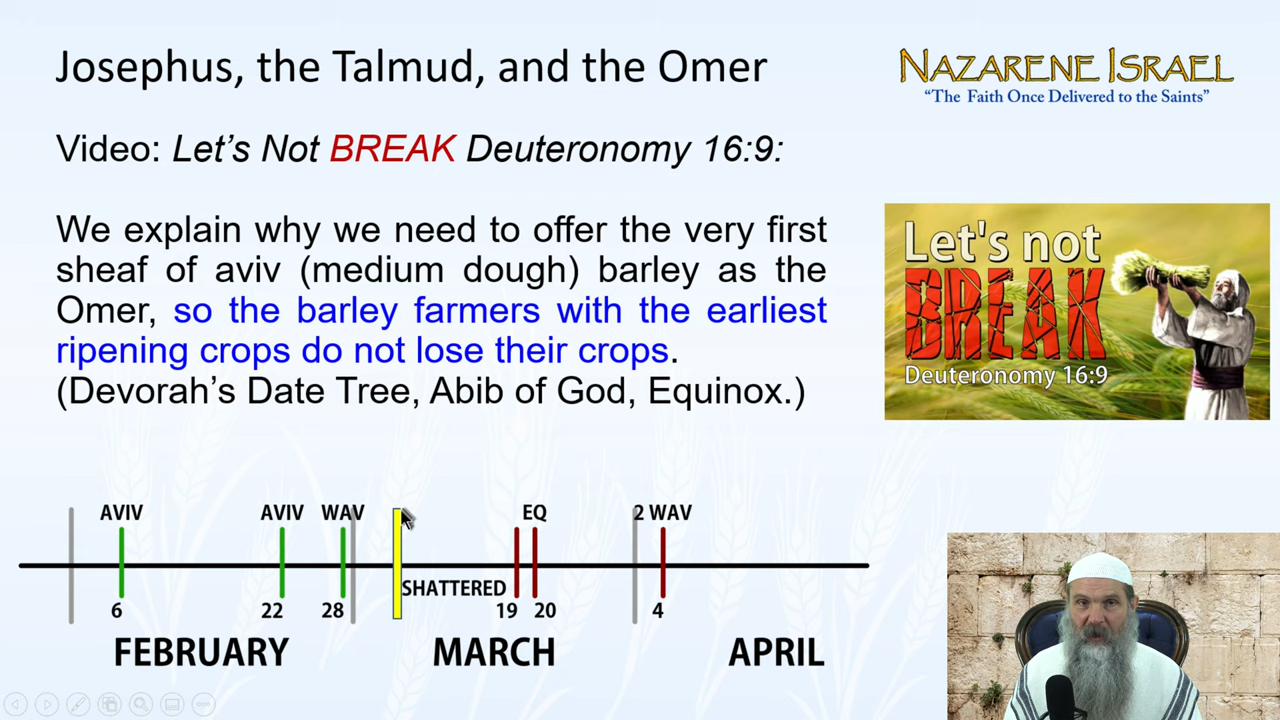 Josephus, the Talmud, and the Omer
NAZARENE ISRAEL
“The Faith Once Delivered to the Saints”
Video: Let’s Not BREAK Deuteronomy 16:9:
We explain why we need to offer the very first
sheaf of aviv (medium dough) barley as the
Omer, so the barley farmers with the earliest
ripening crops do not lose their crops.
(Devorah’s Date Tree, Abib of God, Equinox.)
Let's not
BREAK
Deuteronomy 16:9
AVIV AVIV WAV EQ 2 WAV
SHATTERED
6 22 28 19 20 4
FEBRUARY MARCH APRIL